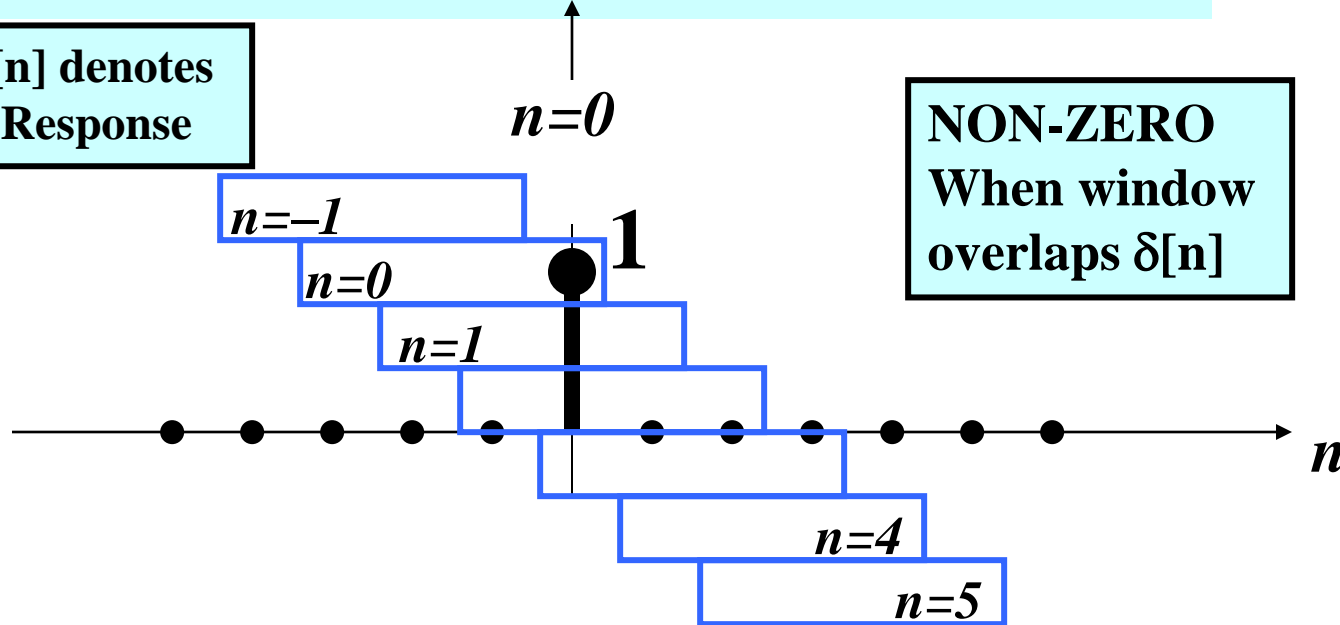 [n] denotes
Response
n=0
NON-ZERO
When window
overlaps δ[n]
n=–1
1
n=0
n=1
n
n=4
n=5